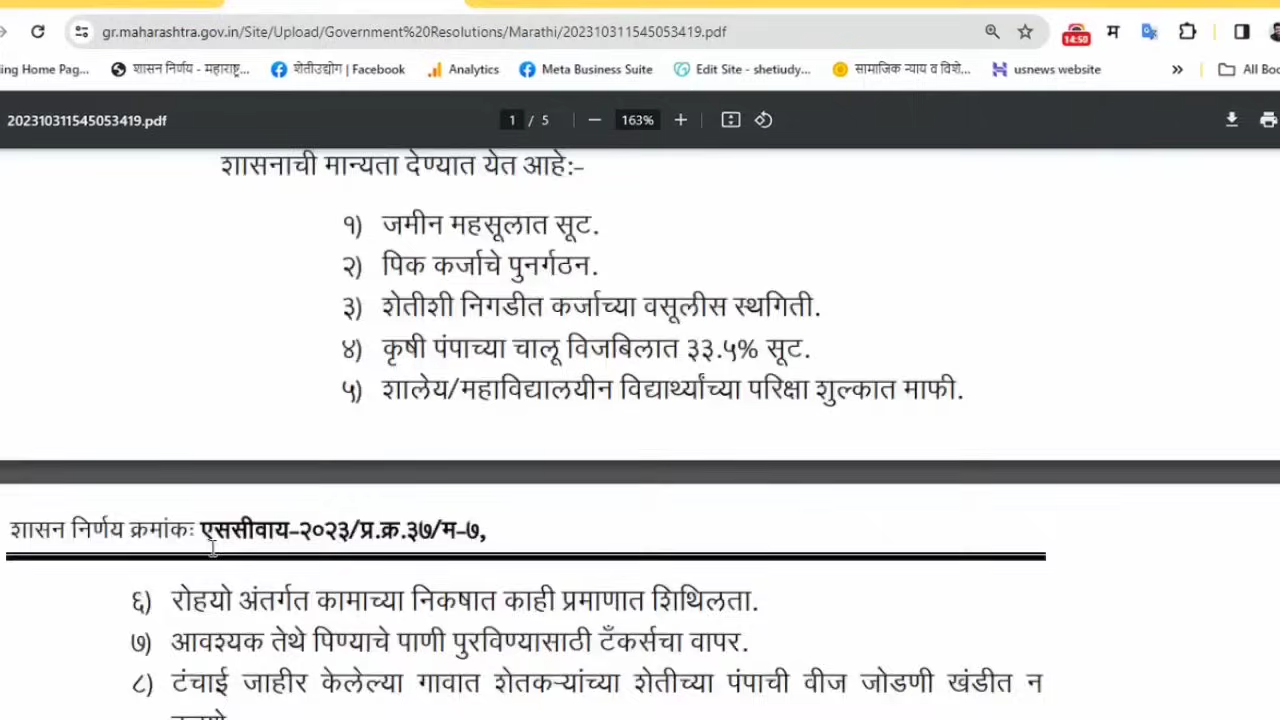 gr.maharashtra.gov.in/Site/Upload/Government%20Resolutions/Marathi/202310311545053419.pdf
14:50
म
ing Home Pag... शासन निर्णय - महाराष्ट्र... शेतीउद्योग | Facebook Analytics Meta Business Suite Edit Site - shetiudy... सामाजिक न्याय व विशे... usnews website » All Boo
202310311545053419.pdf 1 / 5 — 163% +
शासनाची मान्यता देण्यात येत आहे:-
१) जमीन महसूलात सूट.
२) पिक कर्जाचे पुनर्गठन.
३) शेतीशी निगडीत कर्जाच्या वसूलीस स्थगिती.
४) कृषी पंपाच्या चालू विजबिलात ३३.५% सूट.
५) शालेय/महाविद्यालयीन विद्यार्थ्यांच्या परिक्षा शुल्कात माफी.
शासन निर्णय क्रमांकः एससीवाय-२०२३/प्र.क्र.३७/म-७,
६) रोहयो अंतर्गत कामाच्या निकषात काही प्रमाणात शिथिलता.
७) आवश्यक तेथे पिण्याचे पाणी पुरविण्यासाठी टँकर्सचा वापर.
८) टंचाई जाहीर केलेल्या गावात शेतकऱ्यांच्या शेतीच्या पंपाची वीज जोडणी खंडीत न